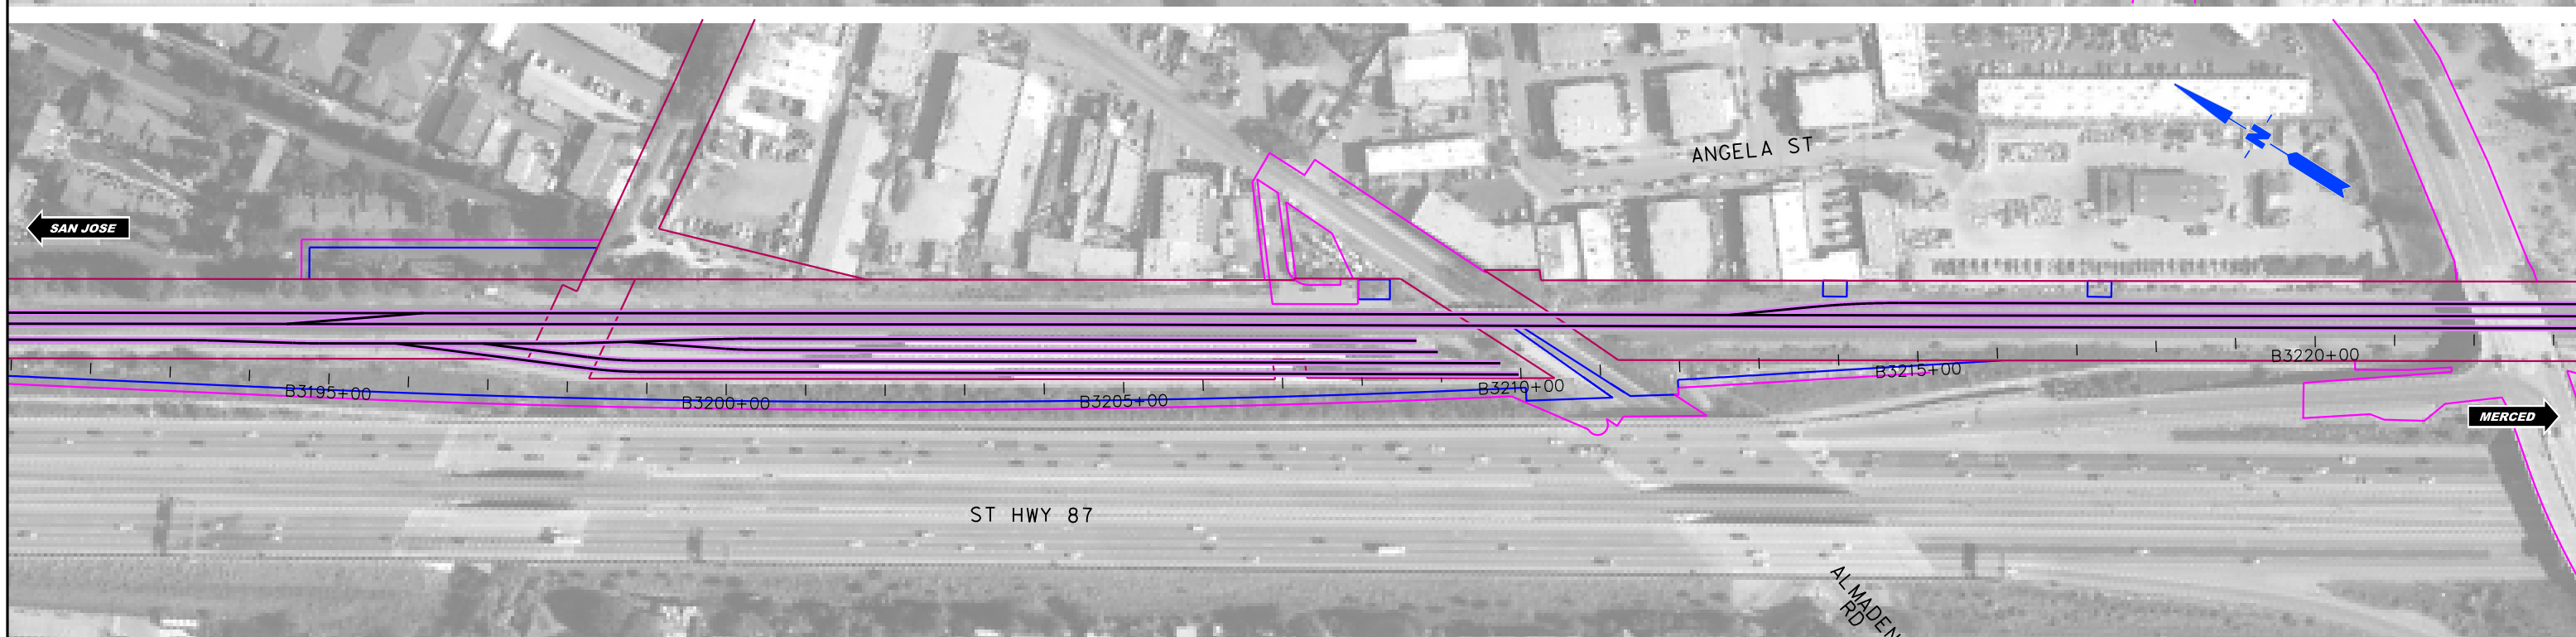 ANGELA ST
N
SAN JOSE
B3195+00
B3200+00
B3205+00
B3210+00
B3215+00
B3220+00
MERCED
ST HWY 87
ALMADEN
RD